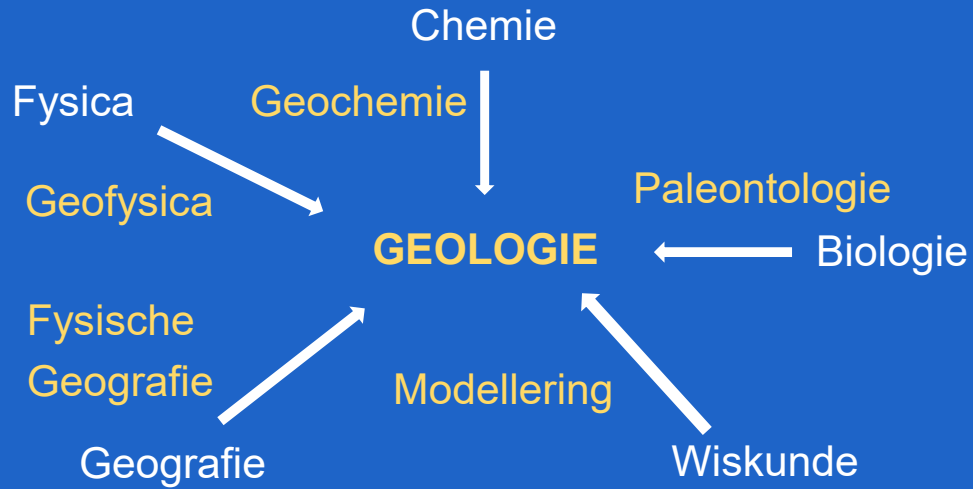 Chemie
Fysica
Geochemie
Geofysica
Paleontologie
GEOLOGIE
Biologie
Fysische
Geografie
Modellering
Geografie
Wiskunde